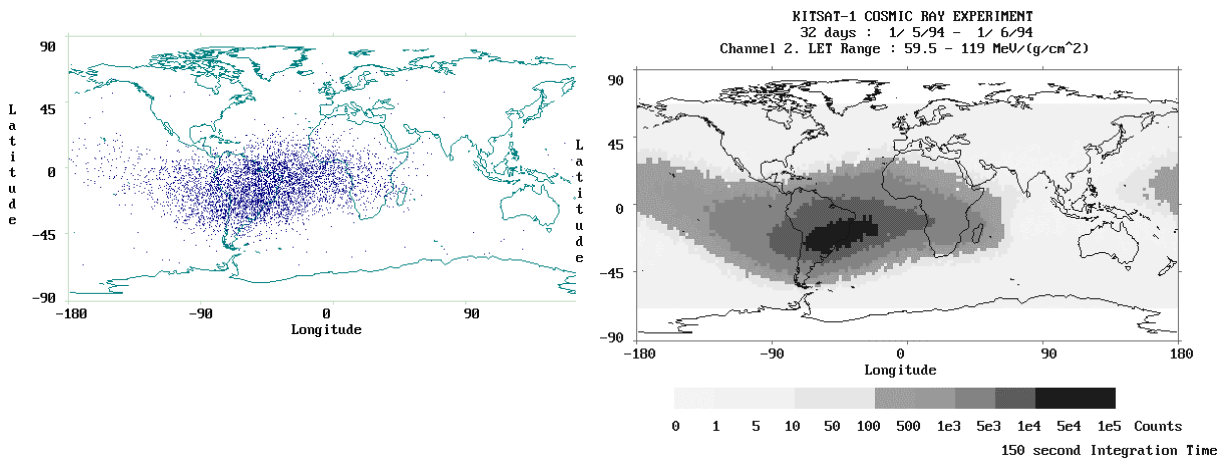 90
45
0
-45
-90
Latitude
-180
-90
0
90
Longitude
Latitude
KITSAT-1 COSMIC RAY EXPERIMENT
32 days : 1/ 5/94 - 1/ 6/94
Channel 2. LET Range : 59.5 - 119 MeV/(g/cm^2)
90
45
0
-45
-90
-180
-90
0
90
180
Longitude
0 1 5 10 50 100 500 1e3 5e3 1e4 5e4 1e5 Counts
150 second Integration Time